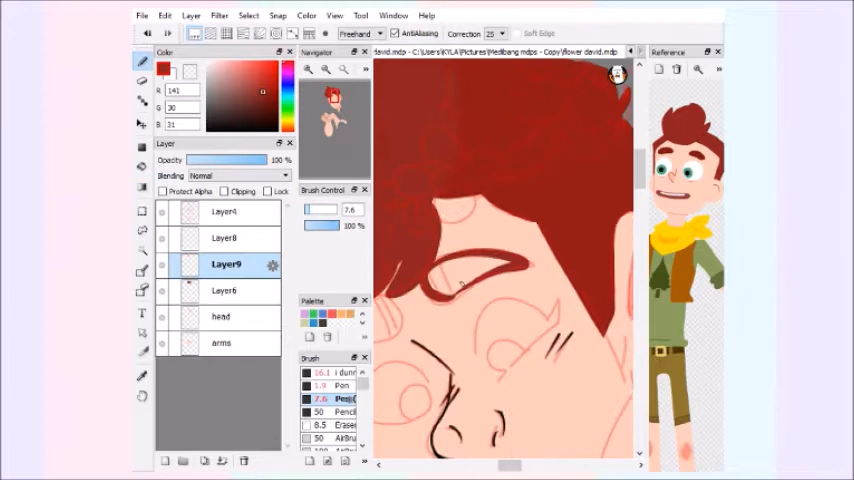 File Edit Layer Filter Select Snap Color View Tool Window Help
Freehand AntiAliasing Correction 25 Soft Edge
Color
Navigator
david.mdp - C:\Users\KYLA\Pictures\Medibang mdps - Copy\flower david.mdp
Reference
R 141
G 30
B 31
Layer
Opacity 100 %
Blending Normal
Protect Alpha Clipping Lock
Layer4
Layer8
Layer9
Layer6
head
arms
Brush Control
7.6
100 %
Palette
Brush
16.1 I dunn
1.9 Pen
7.6 Pen
50 Pencil
8.5 Eraser
50 AirBru